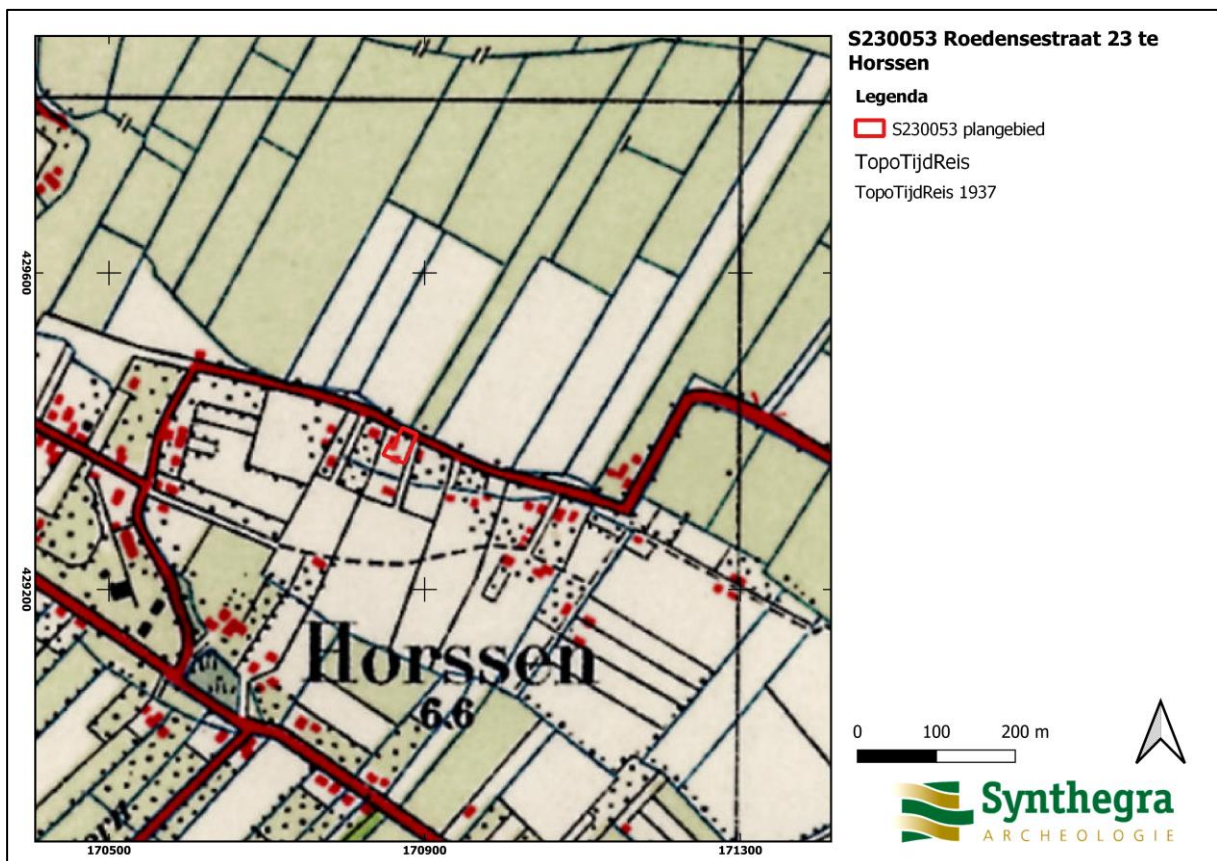 S230053 Roedensestraat 23 te
Horssen
Legenda
S230053 plangebied
TopoTijdReis
TopoTijdReis 1937
429600
429200
Horssen
6.6
170500
170900
171300
0 100 200 m
Synthegra
ARCHEOLOGIE